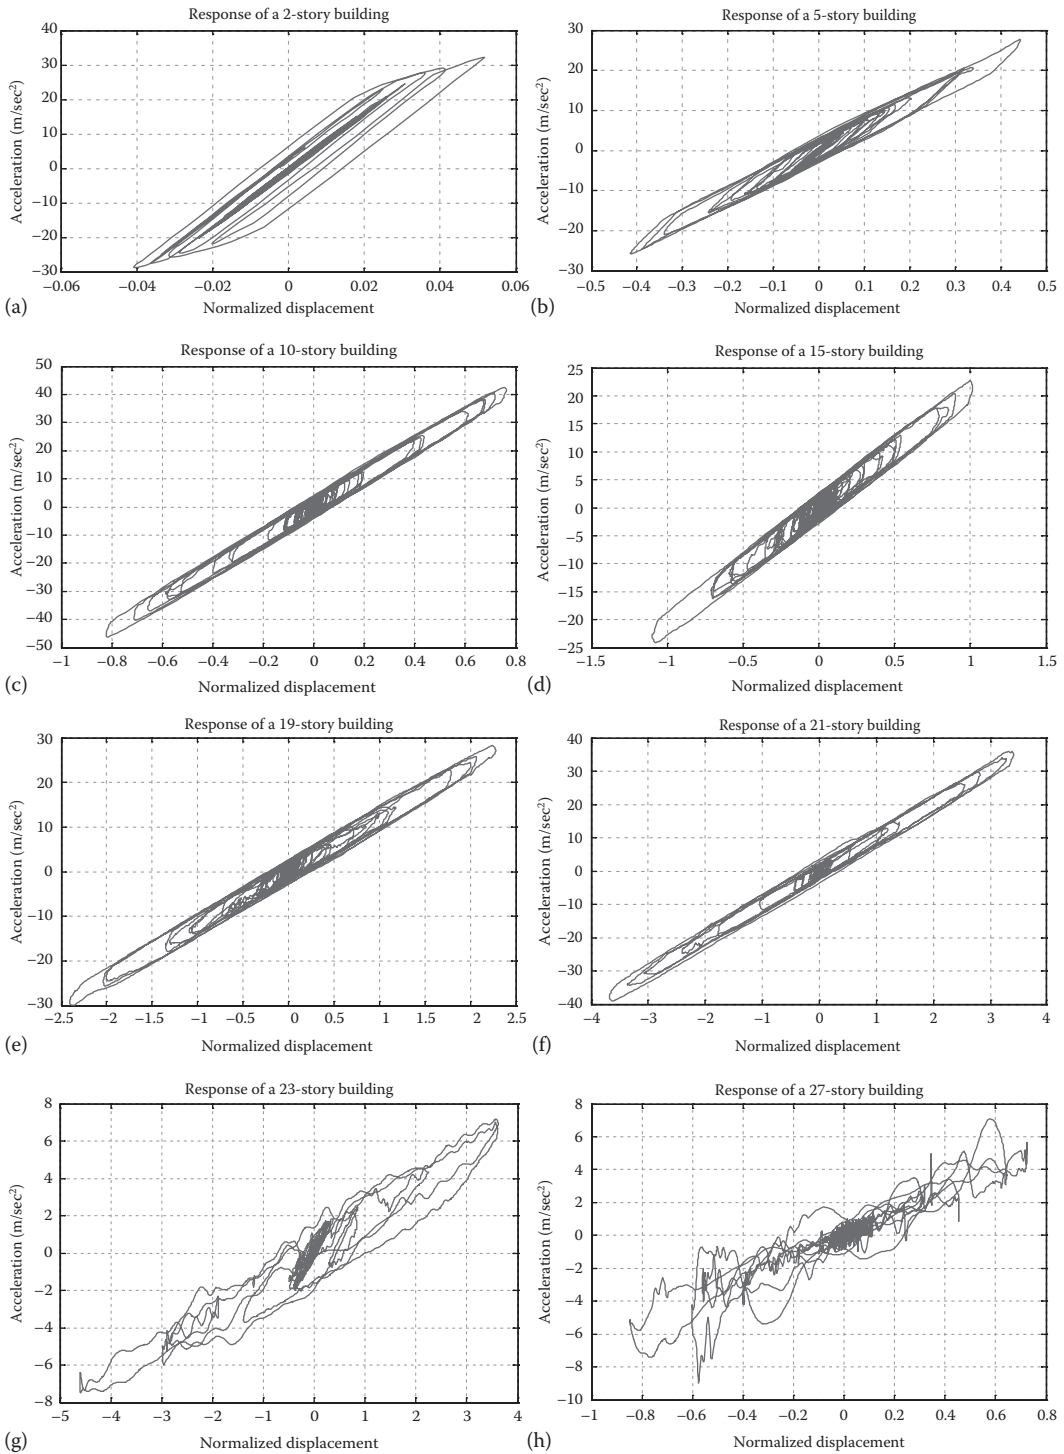 Response of a 2-story building
40
30
20
10
0
−10
−20
−30
Acceleration (m/sec2)
−0.06 −0.04 −0.02 0 0.02 0.04 0.06
(a) Normalized displacement
Response of a 5-story building
30
20
10
0
−10
−20
−30
Acceleration (m/sec2)
−0.5 −0.4 −0.3 −0.2 −0.1 0 0.1 0.2 0.3 0.4 0.5
(b) Normalized displacement
Response of a 10-story building
50
40
30
20
10
0
−10
−20
−30
−40
−50
Acceleration (m/sec2)
−1 −0.8 −0.6 −0.4 −0.2 0 0.2 0.4 0.6 0.8
(c) Normalized displacement
Response of a 15-story building
25
20
15
10
5
0
−5
−10
−15
−20
−25
Acceleration (m/sec2)
−1.5 −1 −0.5 0 0.5 1 1.5
(d) Normalized displacement
Response of a 19-story building
30
20
10
0
−10
−20
−30
Acceleration (m/sec2)
−2.5 −2 −1.5 −1 −0.5 0 0.5 1 1.5 2 2.5
(e) Normalized displacement
Response of a 21-story building
40
30
20
10
0
−10
−20
−30
−40
Acceleration (m/sec2)
−4 −3 −2 −1 0 1 2 3 4
(f) Normalized displacement
Response of a 23-story building
8
6
4
2
0
−2
−4
−6
−8
Acceleration (m/sec2)
−5 −4 −3 −2 −1 0 1 2 3 4
(g) Normalized displacement
Response of a 27-story building
8
6
4
2
0
−2
−4
−6
−8
−10
Acceleration (m/sec2)
−1 −0.8 −0.6 −0.4 −0.2 0 0.2 0.4 0.6 0.8
(h) Normalized displacement